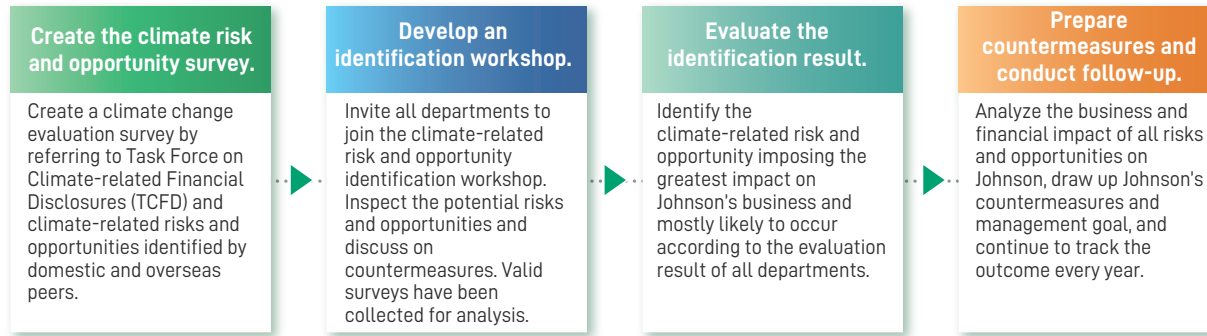 Create the climate risk
and opportunity survey.
Create a climate change
evaluation survey by
referring to Task Force on
Climate-related Financial
Disclosures (TCFD) and
climate-related risks and
opportunities identified by
domestic and overseas
peers.
Develop an
identification workshop.
Invite all departments to
join the climate-related
risk and opportunity
identification workshop.
Inspect the potential risks
and opportunities and
discuss on
countermeasures. Valid
surveys have been
collected for analysis.
Evaluate the
identification result.
Identify the
climate-related risk and
opportunity imposing the
greatest impact on
Johnson's business and
mostly likely to occur
according to the evaluation
result of all departments.
Prepare
countermeasures and
conduct follow-up.
Analyze the business and
financial impact of all risks
and opportunities on
Johnson, draw up Johnson's
countermeasures and
management goal, and
continue to track the
outcome every year.